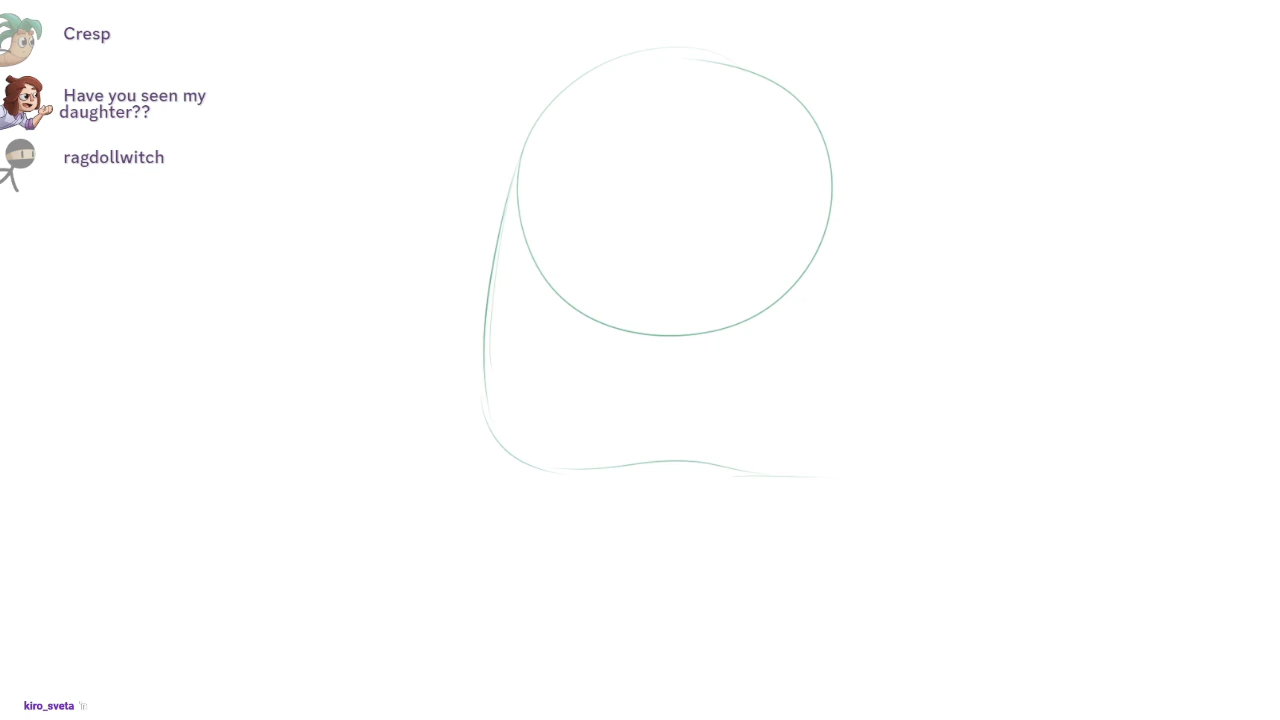 Cresp
Have you seen my
daughter??
ragdollwitch
kiro_sveta